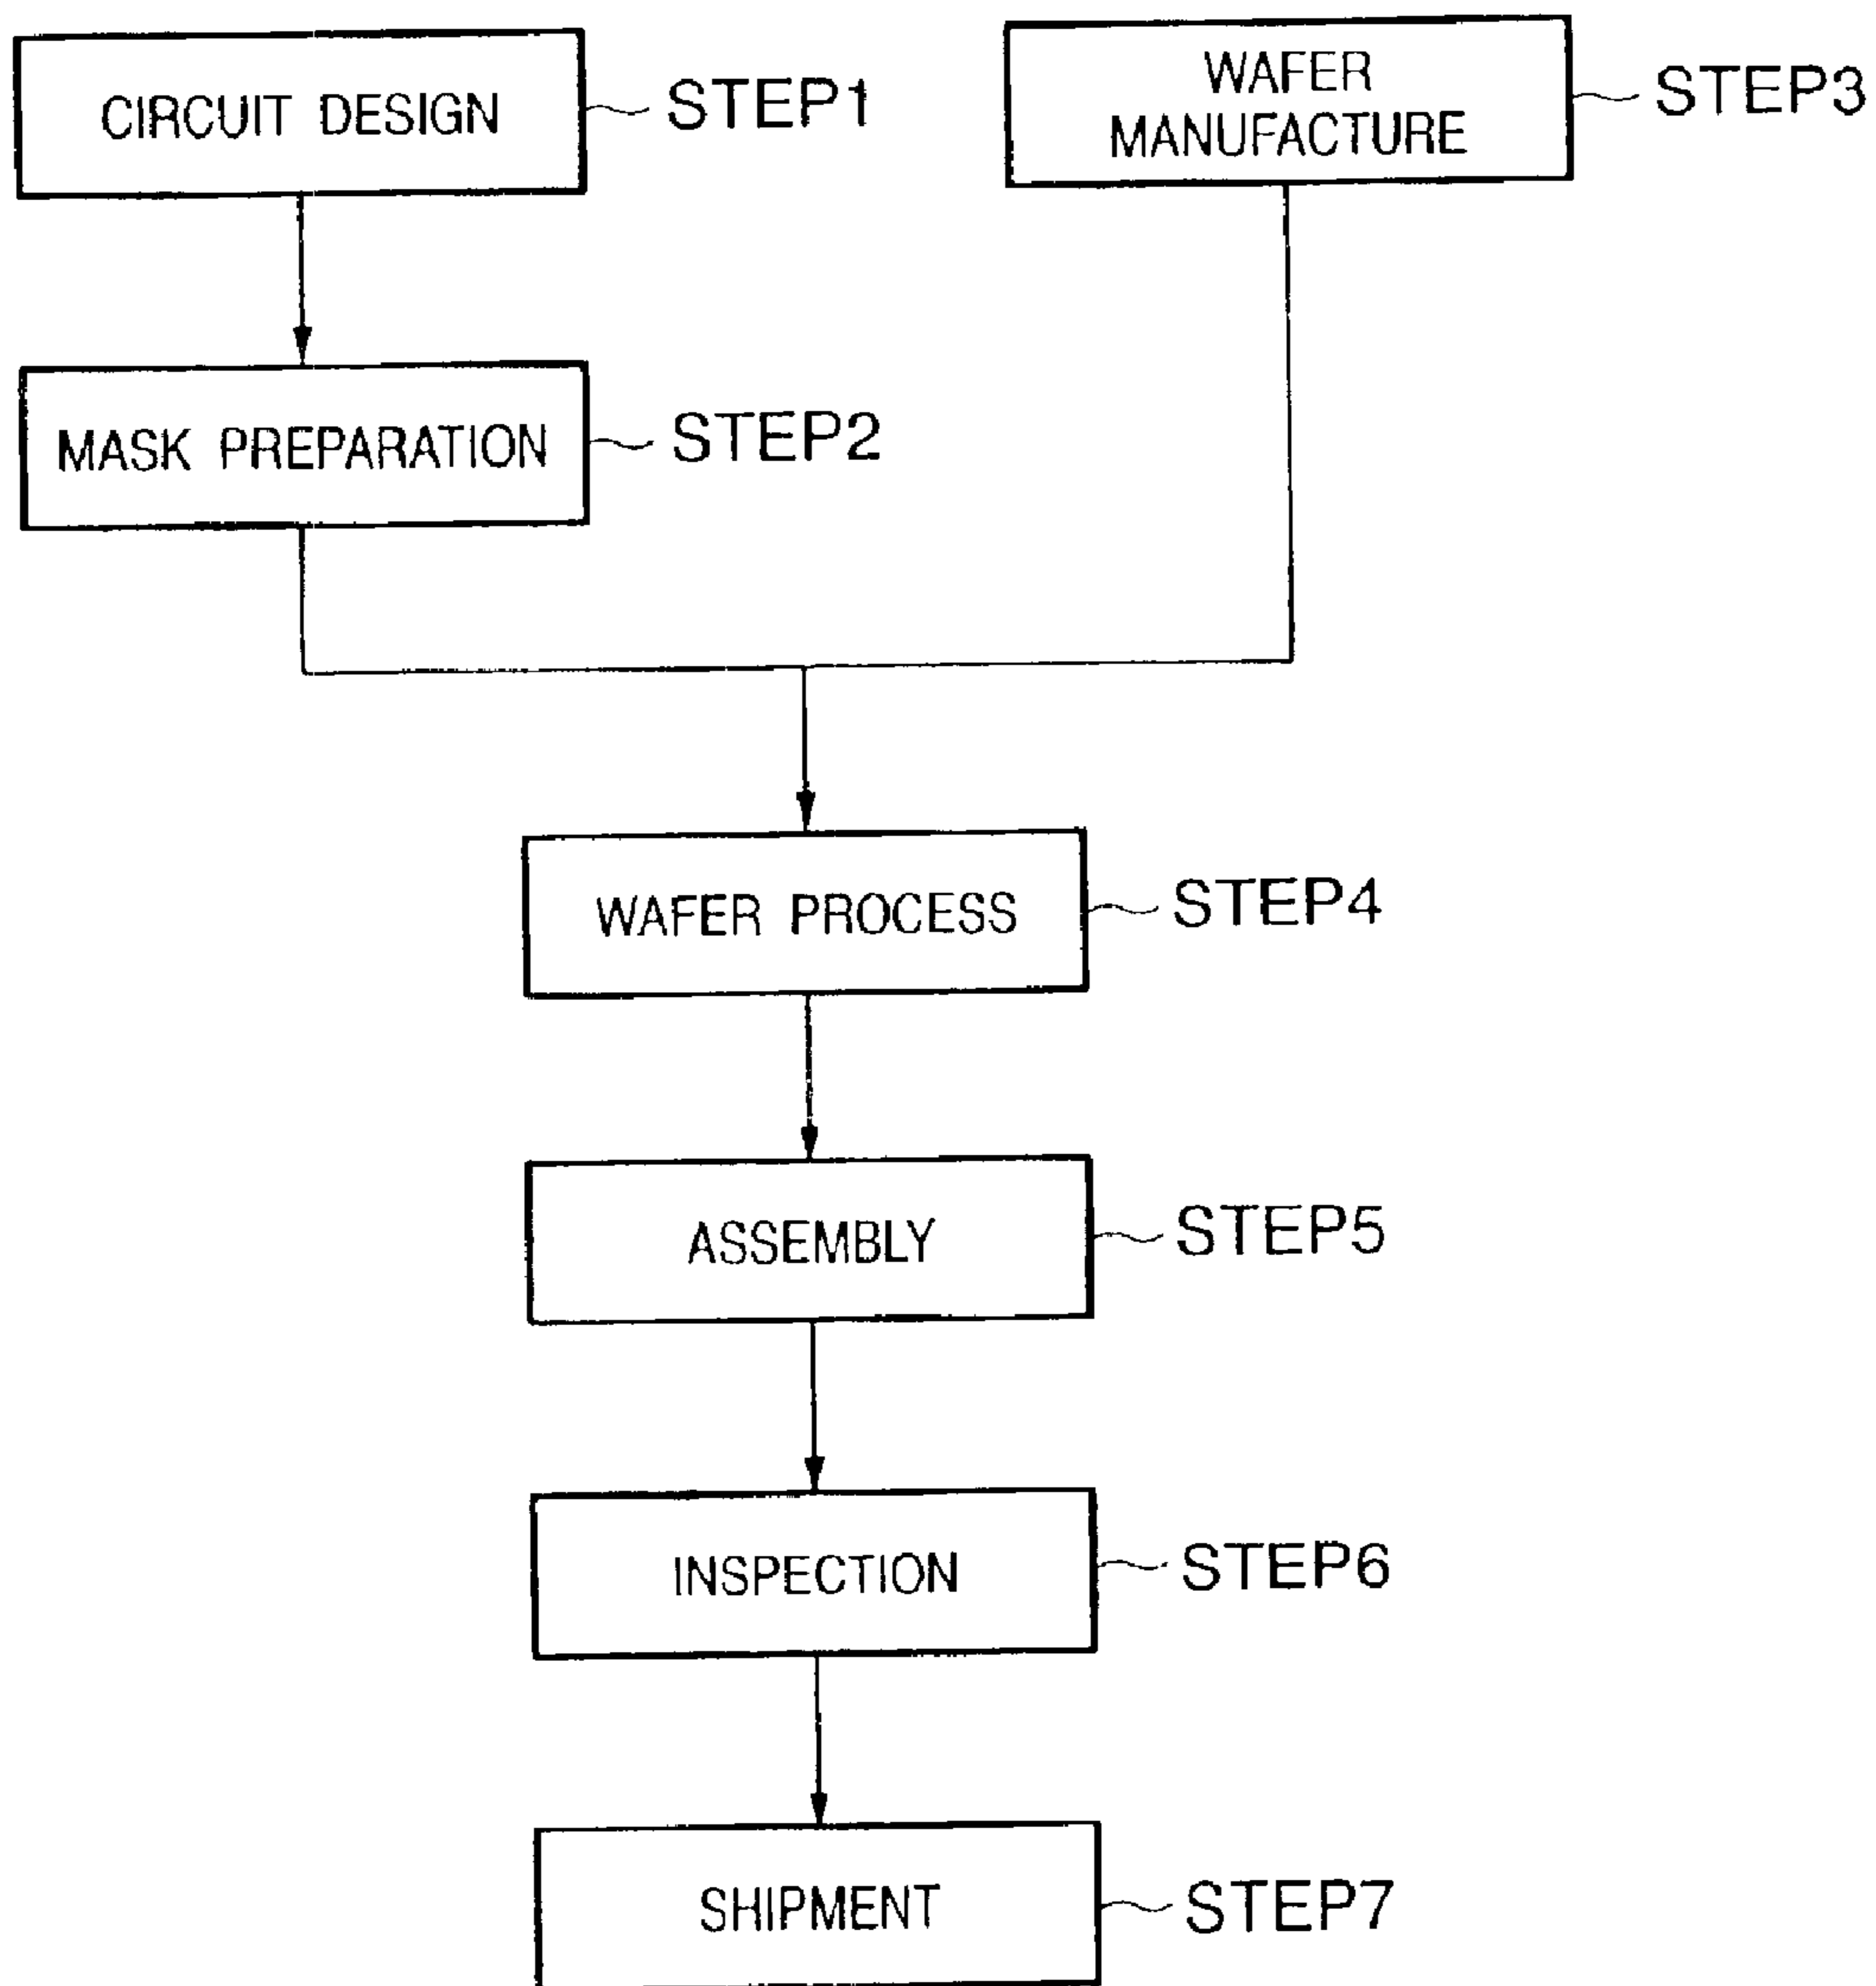 CIRCUIT DESIGN
STEP1
WAFER
MANUFACTURE
STEP3
MASK PREPARATION
STEP2
WAFER PROCESS
STEP4
ASSEMBLY
STEP5
INSPECTION
STEP6
SHIPMENT
STEP7